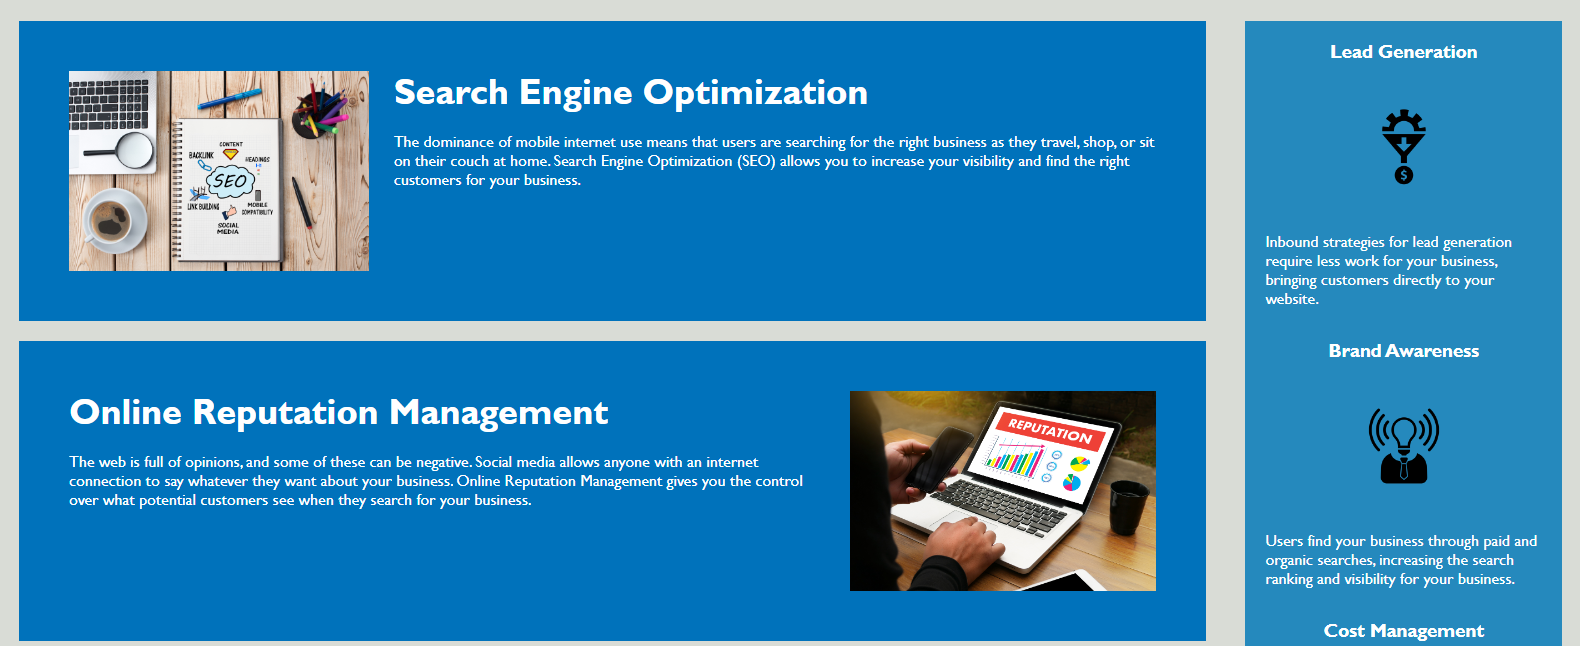 Search Engine Optimization
The dominance of mobile internet use means that users are searching for the right business as they travel, shop, or sit
on their couch at home. Search Engine Optimization (SEO) allows you to increase your visibility and find the right
customers for your business.
CONTENT
BACKLINK
HEADINGS
SEO
LINK BUILDING
MOBILE
COMPATIBILITY
SOCIAL
MEDIA
Online Reputation Management
The web is full of opinions, and some of these can be negative. Social media allows anyone with an internet
connection to say whatever they want about your business. Online Reputation Management gives you the control
over what potential customers see when they search for your business.
REPUTATION
Lead Generation
$
Inbound strategies for lead generation
require less work for your business,
bringing customers directly to your
website.
Brand Awareness
Users find your business through paid and
organic searches, increasing the search
ranking and visibility for your business.
Cost Management